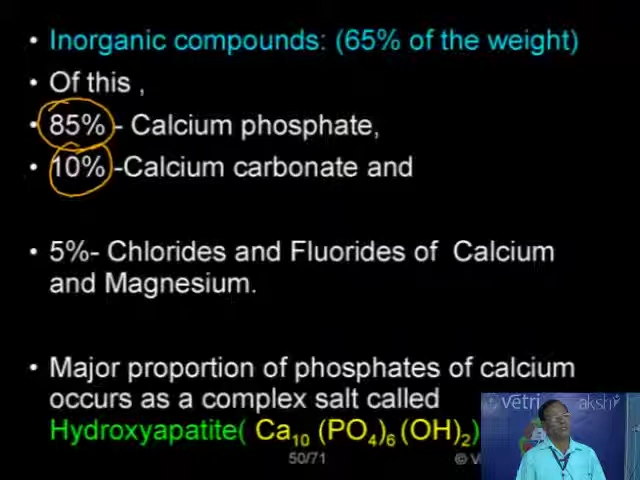 • Inorganic compounds: (65% of the weight)
• Of this ,
• 85% - Calcium phosphate,
• 10% -Calcium carbonate and
• 5%- Chlorides and Fluorides of Calcium
and Magnesium.
• Major proportion of phosphates of calcium
occurs as a complex salt called
Hydroxyapatite( Ca₁₀ (PO₄)₆ (OH)₂)
vetri akshi
50/71
© V